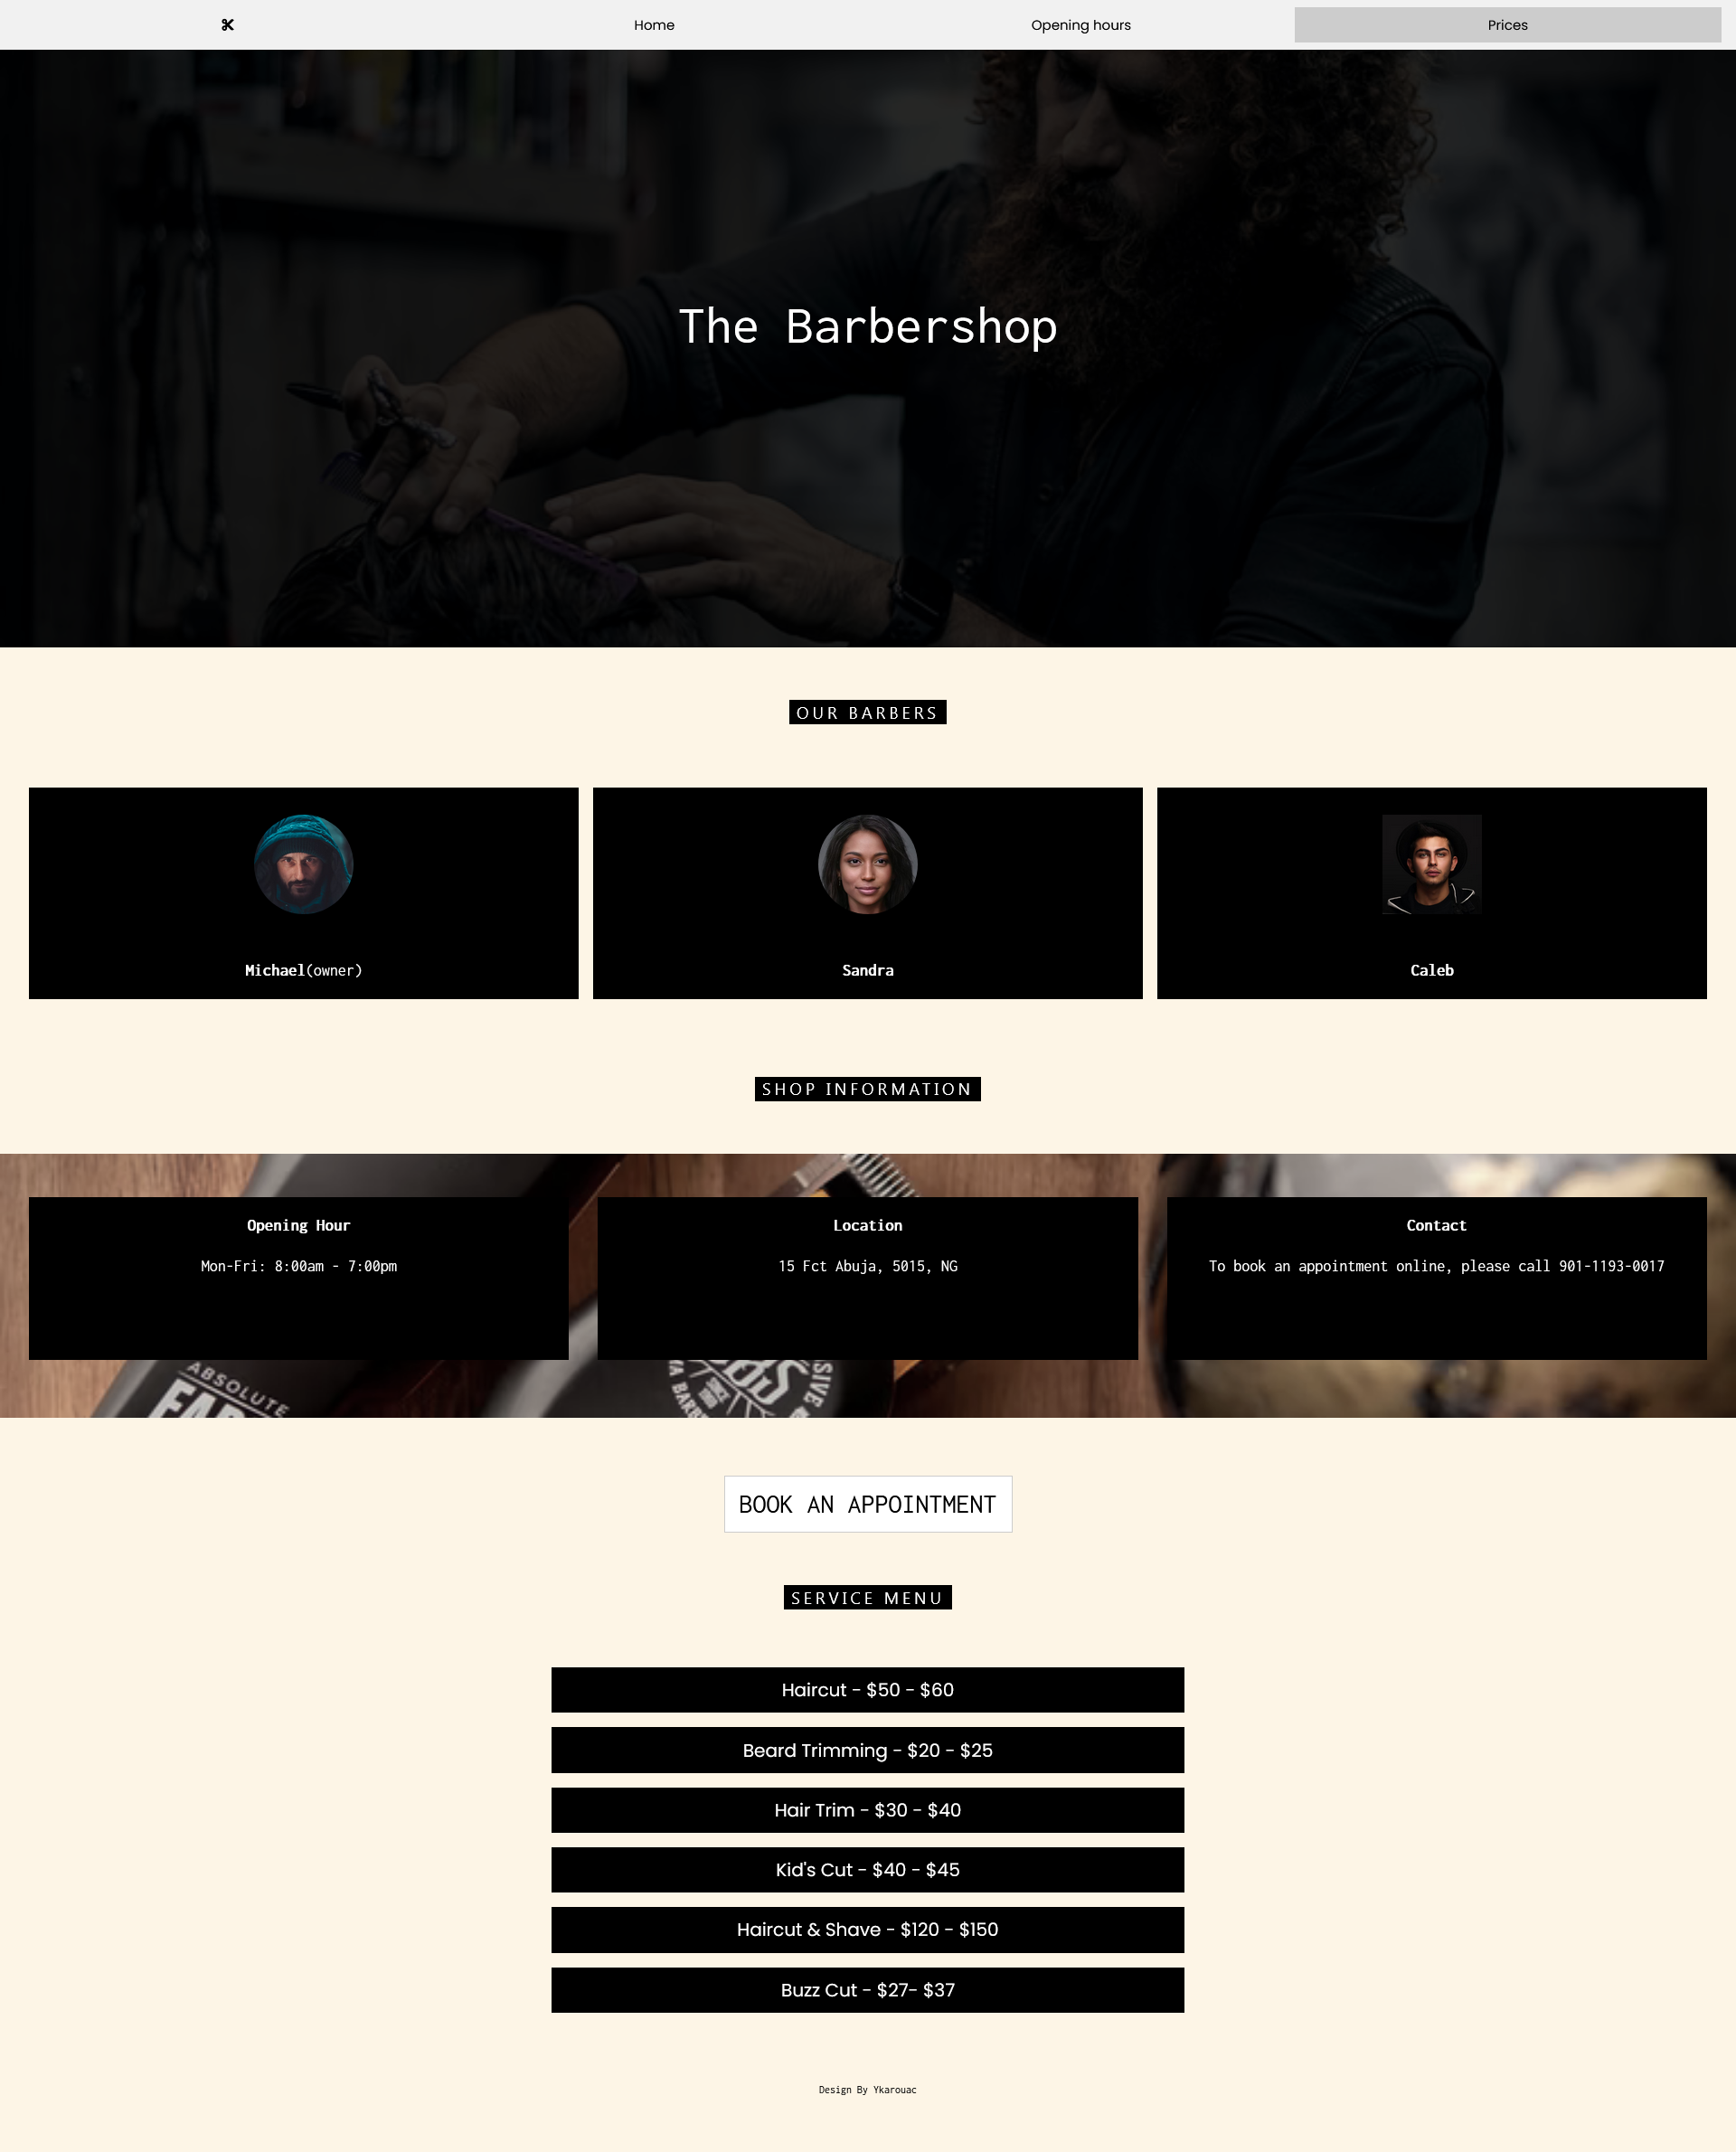 Home
Opening hours
Prices
The Barbershop
OUR BARBERS
Michael(owner)
Sandra
Caleb
SHOP INFORMATION
Opening Hour
Mon-Fri: 8:00am - 7:00pm
Location
15 Fct Abuja, 5015, NG
Contact
To book an appointment online, please call 901-1193-0017
ABSOLUTE
BOOK AN APPOINTMENT
SERVICE MENU
Haircut - $50 - $60
Beard Trimming - $20 - $25
Hair Trim - $30 - $40
Kid's Cut - $40 - $45
Haircut & Shave - $120 - $150
Buzz Cut - $27- $37
Design By Ykarouac